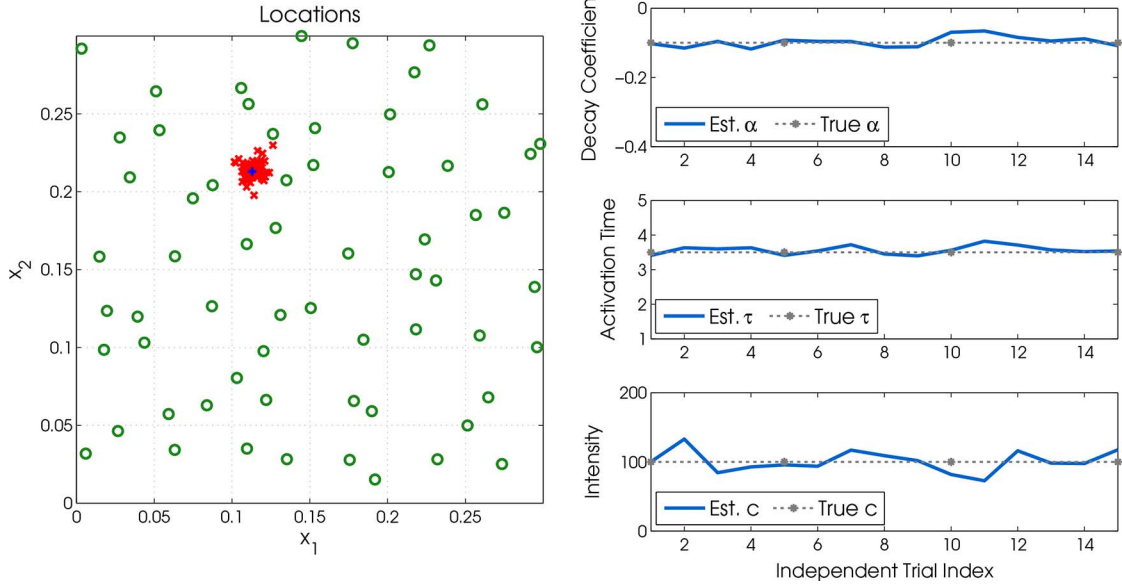 Locations
0.25
0.2
0.15
0.1
0.05
0
0 0.05 0.1 0.15 0.2 0.25
x2
x1
0
−0.2
−0.4
Decay Coefficien
Est. α True α
2 4 6 8 10 12 14
5
4
3
2
1
Activation Time
Est. τ True τ
2 4 6 8 10 12 14
200
100
0
Intensity
Est. c True c
2 4 6 8 10 12 14
Independent Trial Index